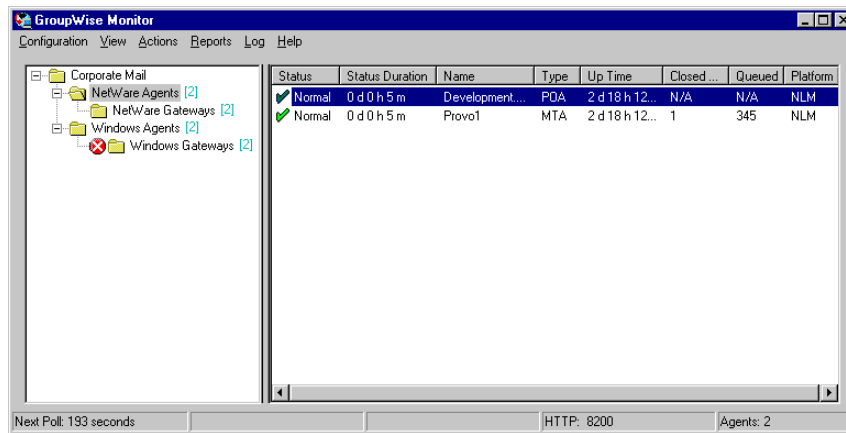 GroupWise Monitor
Configuration View Actions Reports Log Help
Corporate Mail
NetWare Agents [2]
NetWare Gateways [2]
Windows Agents [2]
Windows Gateways [2]
Status Status Duration Name Type Up Time Closed ... Queued Platform
Normal 0 d 0 h 5 m Development.... POA 2 d 18 h 12... N/A N/A NLM
Normal 0 d 0 h 5 m Provo1 MTA 2 d 18 h 12... 1 345 NLM
Next Poll: 193 seconds HTTP: 8200 Agents: 2